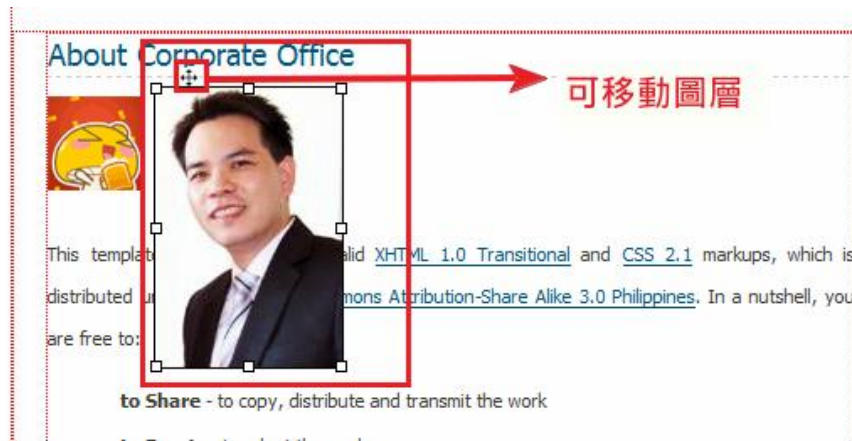 About Corporate Office
可移動圖層
This templat alid XHTML 1.0 Transitional and CSS 2.1 markups, which is
distributed u mons Attribution-Share Alike 3.0 Philippines. In a nutshell, you
are free to:
to Share - to copy, distribute and transmit the work